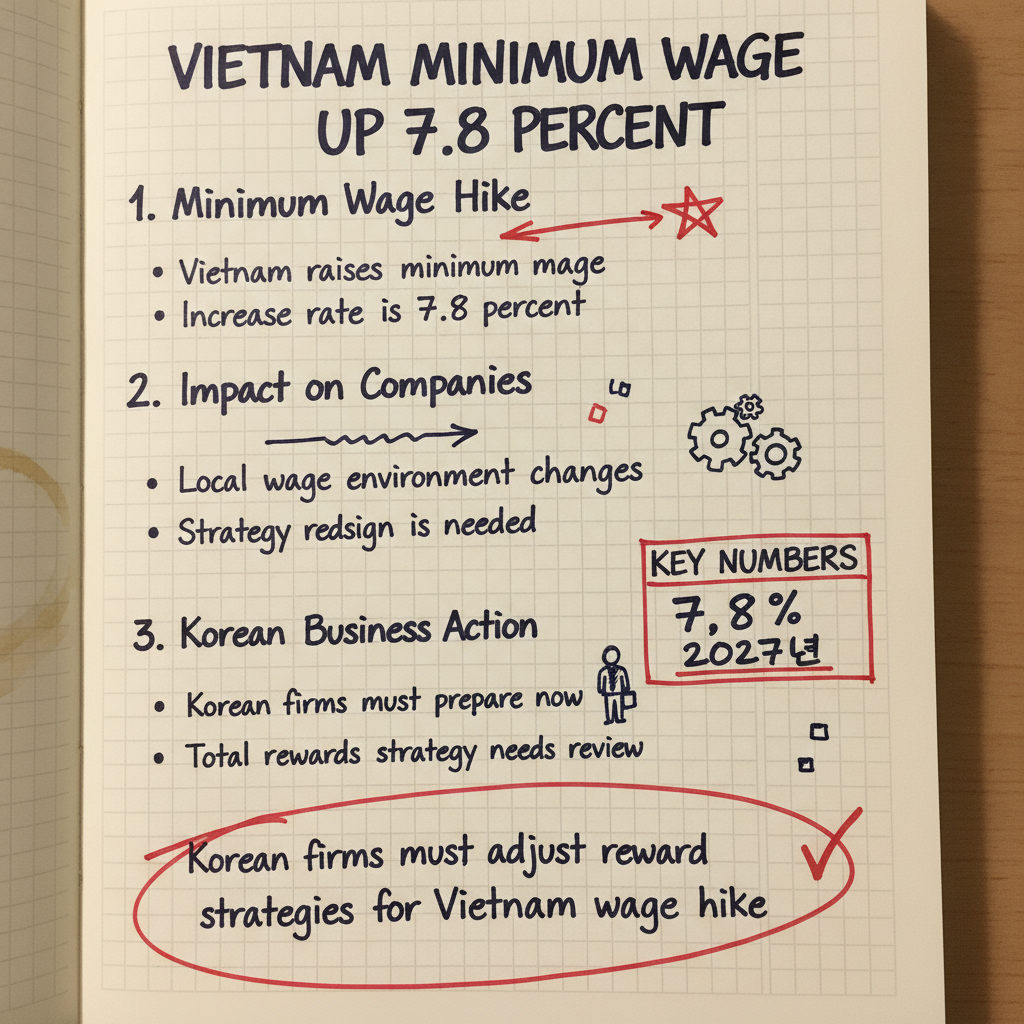 VIETNAM MINIMUM WAGE
UP 7.8 PERCENT
1. Minimum Wage Hike
• Vietnam raises minimum mage
• Increase rate is 7.8 percent
2. Impact on Companies
• Local wage environment changes
• Strategy redsign is needed
KEY NUMBERS
7,8%
2027년
3. Korean Business Action
• Korean firms must prepare now
• Total rewards strategy needs review
Korean firms must adjust reward
strategies for Vietnam wage hike